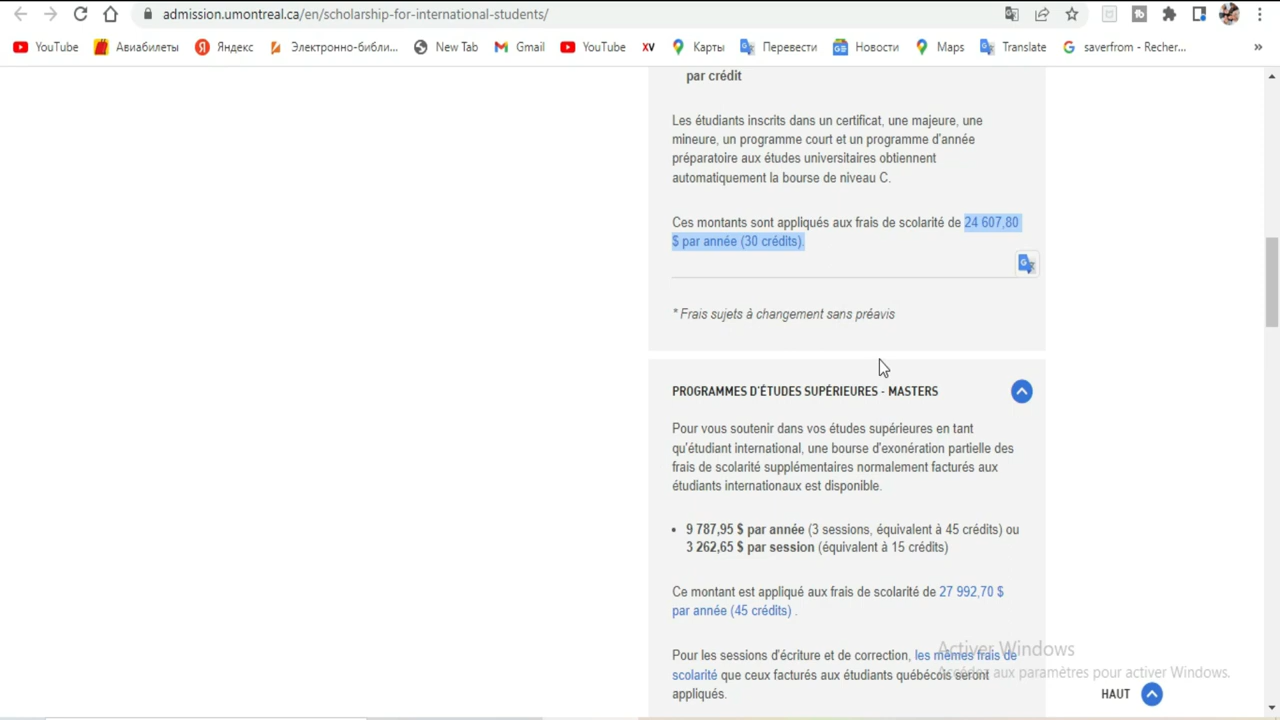 admission.umontreal.ca/en/scholarship-for-international-students/
YouTube Авиабилеты Яндекс Электронно-библи... New Tab Gmail YouTube XV Карты Перевести Новости Maps Translate saverfrom - Recher... »
par crédit
Les étudiants inscrits dans un certificat, une majeure, une
mineure, un programme court et un programme d'année
préparatoire aux études universitaires obtiennent
automatiquement la bourse de niveau C.
Ces montants sont appliqués aux frais de scolarité de 24 607,80
$ par année (30 crédits).
* Frais sujets à changement sans préavis
PROGRAMMES D'ÉTUDES SUPÉRIEURES - MASTERS
Pour vous soutenir dans vos études supérieures en tant
qu'étudiant international, une bourse d'exonération partielle des
frais de scolarité supplémentaires normalement facturés aux
étudiants internationaux est disponible.
• 9 787,95 $ par année (3 sessions, équivalent à 45 crédits) ou
3 262,65 $ par session (équivalent à 15 crédits)
Ce montant est appliqué aux frais de scolarité de 27 992,70 $
par année (45 crédits) .
Pour les sessions d'écriture et de correction, les mêmes frais de
scolarité que ceux facturés aux étudiants québécois seront
appliqués.
Activer Windows
Accédez aux paramètres pour activer Windows.
HAUT